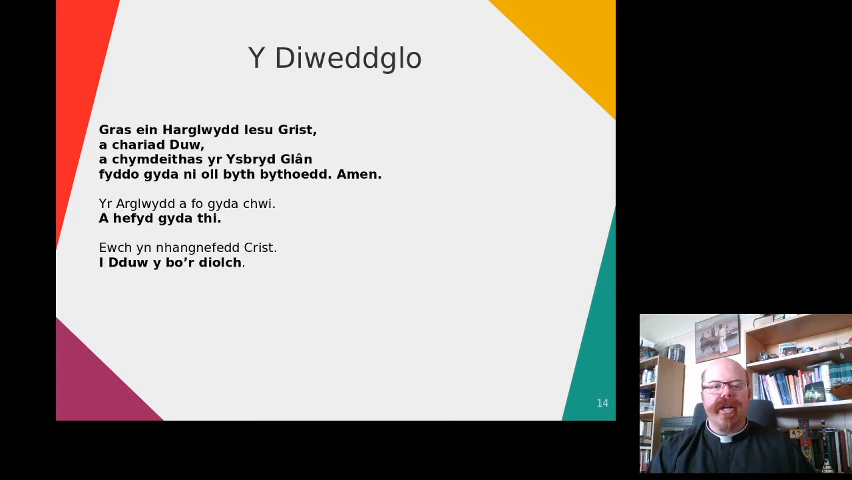 Y Diweddglo
Gras ein Harglwydd Iesu Grist,
a chariad Duw,
a chymdeithas yr Ysbryd Glân
fyddo gyda ni oll byth bythoedd. Amen.
Yr Arglwydd a fo gyda chwi.
A hefyd gyda thi.
Ewch yn nhangnefedd Crist.
I Dduw y bo’r diolch.
14